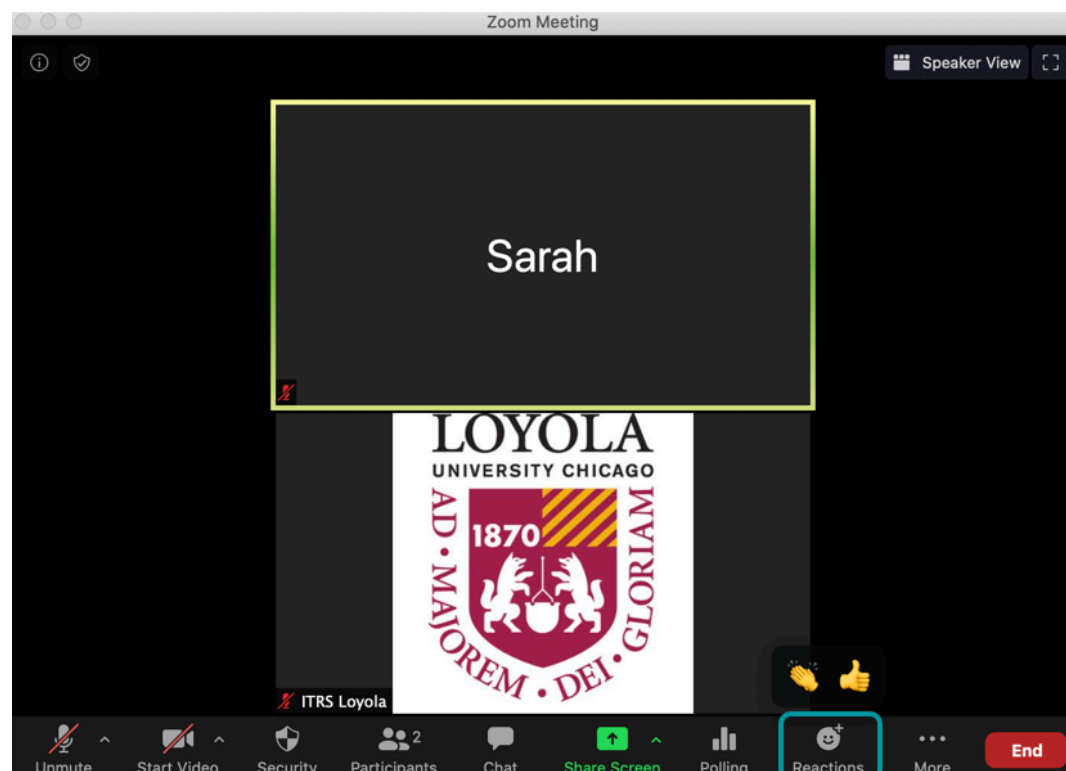 Zoom Meeting
Speaker View
Sarah
LOYOLA
UNIVERSITY CHICAGO
1870
AD • MAJOREM • DEI • GLORIAM
ITRS Loyola
2
Unmute
Start Video
Security
Participants
Chat
Share Screen
Polling
Reactions
More
End